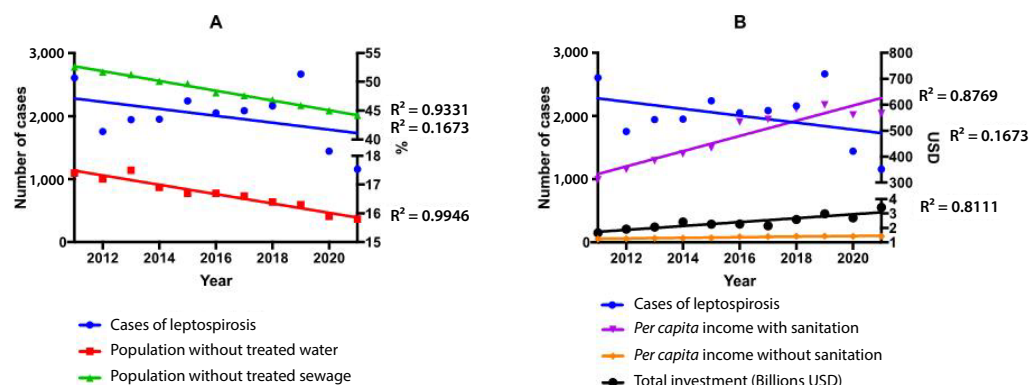 A
B
3,000
2,000
1,000
0
Number of cases
55
50
45
40
18
17
16
15
%
R² = 0.9331
R² = 0.1673
R² = 0.9946
2012 2014 2016 2018 2020
Year
Cases of leptospirosis
Population without treated water
Population without treated sewage
3,000
2,000
1,000
0
Number of cases
800
700
600
500
400
300
4
3
2
1
USD
R² = 0.8769
R² = 0.1673
R² = 0.8111
2012 2014 2016 2018 2020
Year
Cases of leptospirosis
Per capita income with sanitation
Per capita income without sanitation
Total investment (Billions USD)